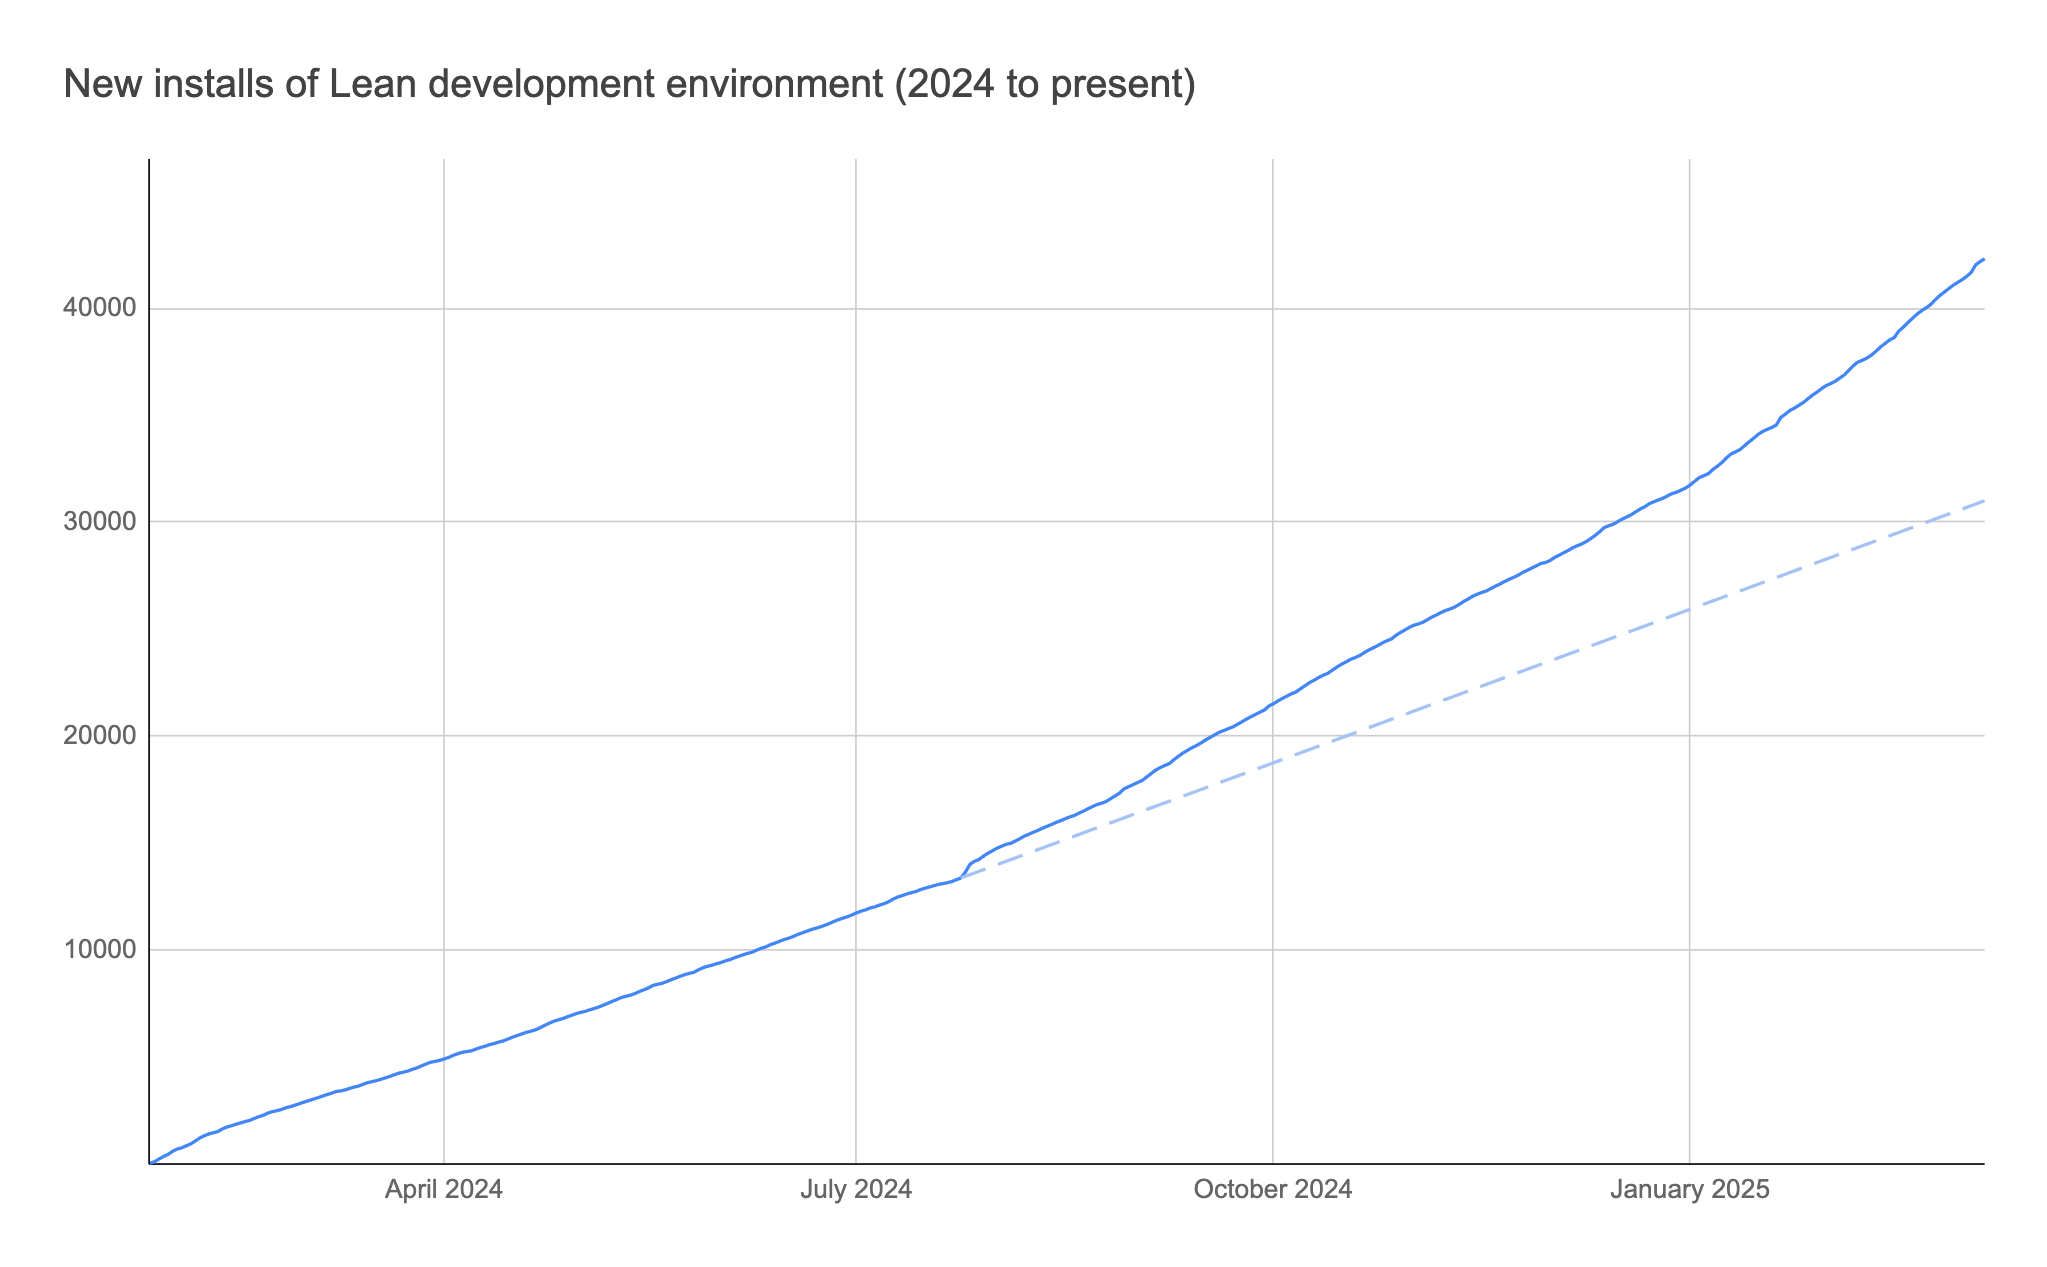 New installs of Lean development environment (2024 to present)
40000
30000
20000
10000
April 2024
July 2024
October 2024
January 2025